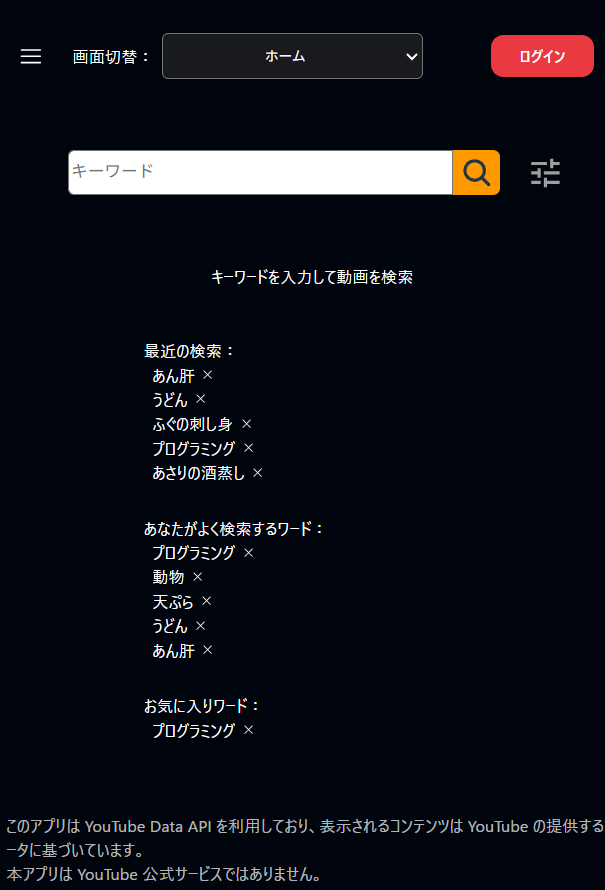 画面切替：
ホーム
ログイン
キーワード
キーワードを入力して動画を検索
最近の検索：
あん肝 ×
うどん ×
ふぐの刺し身 ×
プログラミング ×
あさりの酒蒸し ×
あなたがよく検索するワード：
プログラミング ×
動物 ×
天ぷら ×
うどん ×
あん肝 ×
お気に入りワード：
プログラミング ×
このアプリは YouTube Data API を利用しており、表示されるコンテンツは YouTube の提供する
ータに基づいています。
本アプリは YouTube 公式サービスではありません。